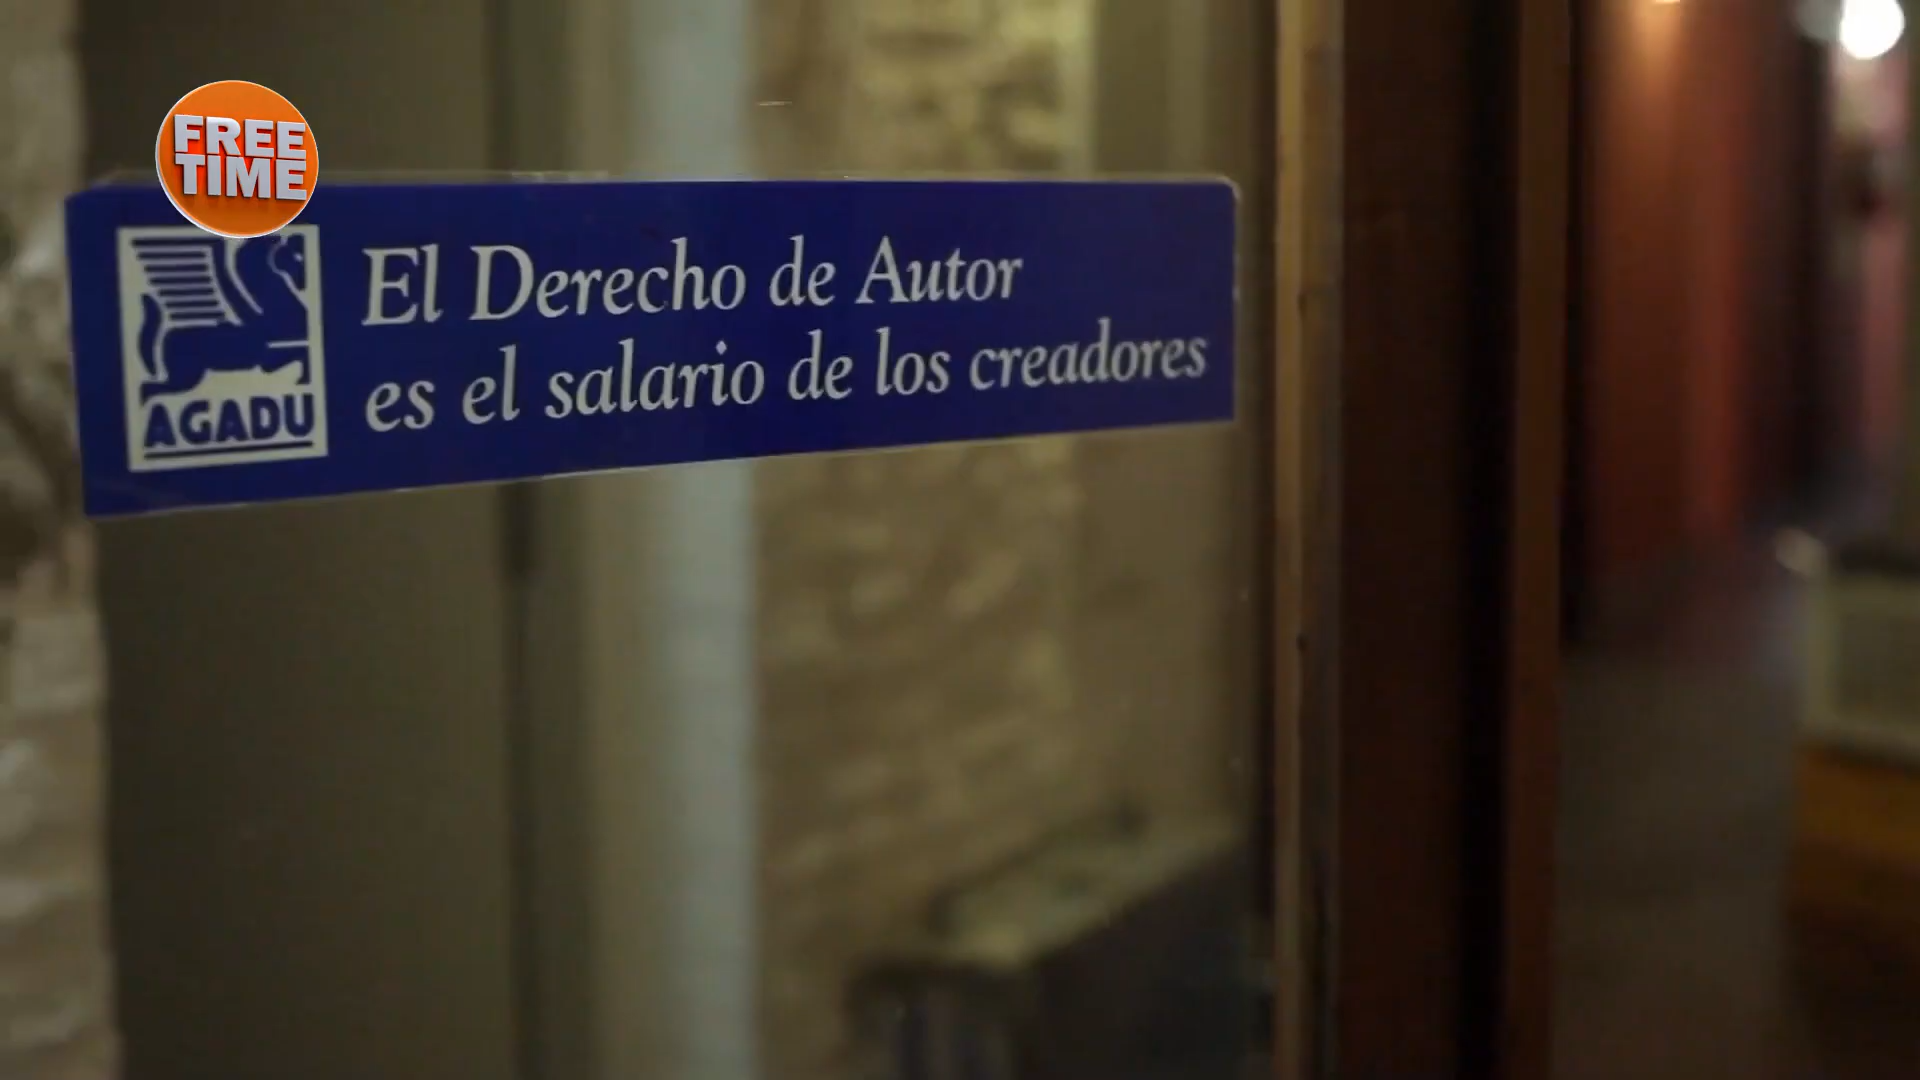 FREE
TIME
El Derecho de Autor
es el salario de los creadores
AGADU